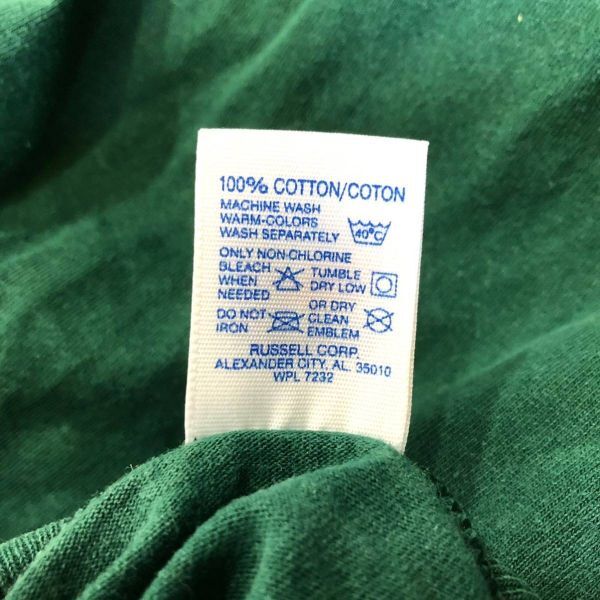 100% COTTON/COTON
MACHINE WASH
WARM-COLORS
WASH SEPARATELY 40°C
ONLY NON-CHLORINE
BLEACH TUMBLE
WHEN DRY LOW
NEEDED
OR DRY
DO NOT CLEAN
IRON EMBLEM
RUSSELL CORP.
ALEXANDER CITY, AL. 35010
WPL 7232